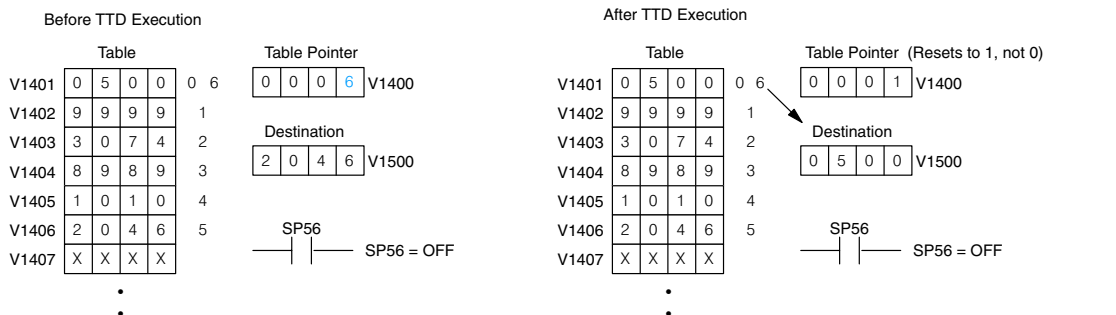 Before TTD Execution
Table
Table Pointer
V1401 0 5 0 0 0 6
0 0 0 6 V1400
V1402 9 9 9 9 1
Destination
V1403 3 0 7 4 2
2 0 4 6 V1500
V1404 8 9 8 9 3
V1405 1 0 1 0 4
V1406 2 0 4 6 5
SP56
SP56 = OFF
V1407 X X X X
After TTD Execution
Table
Table Pointer (Resets to 1, not 0)
V1401 0 5 0 0 0 6
0 0 0 1 V1400
V1402 9 9 9 9 1
Destination
V1403 3 0 7 4 2
0 5 0 0 V1500
V1404 8 9 8 9 3
V1405 1 0 1 0 4
V1406 2 0 4 6 5
SP56
SP56 = OFF
V1407 X X X X